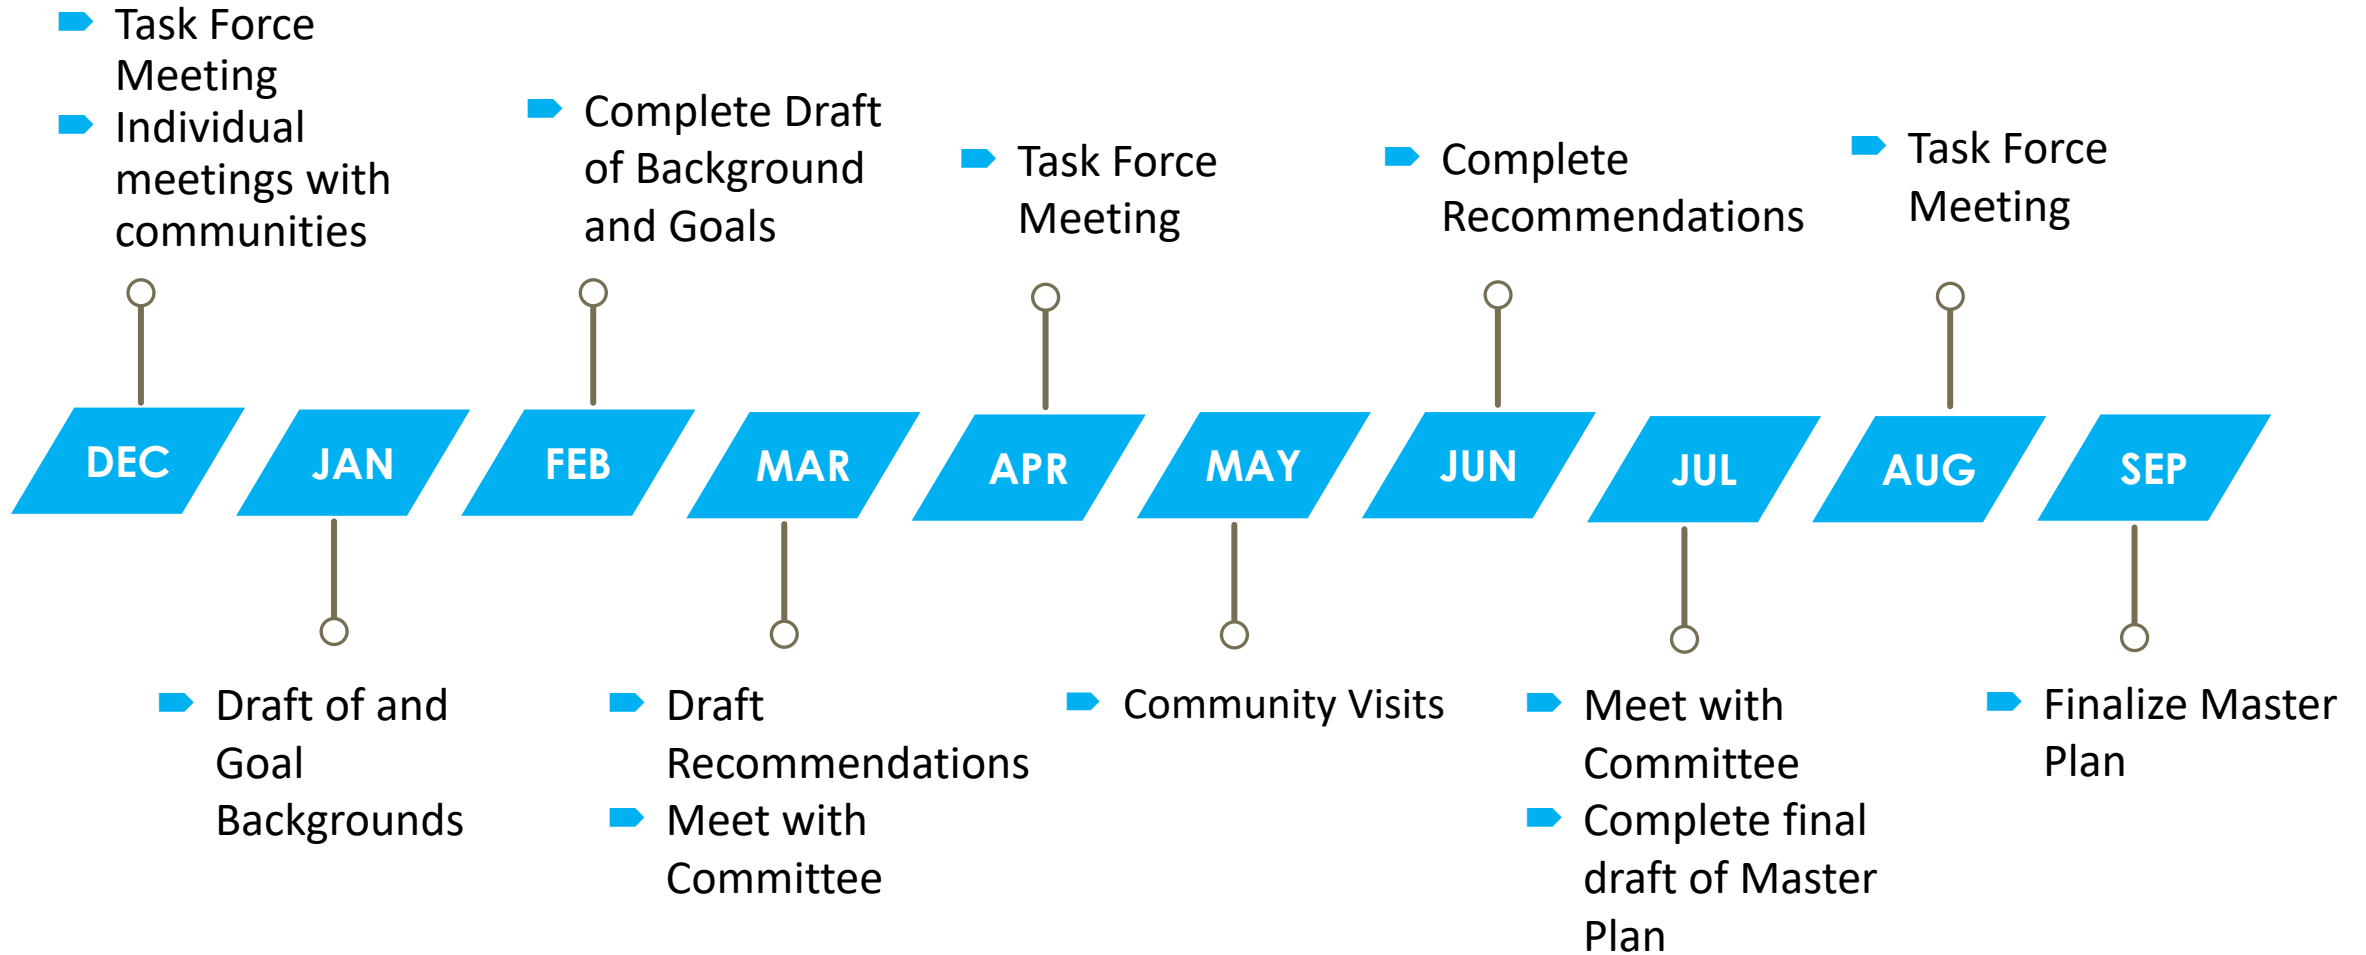 Task Force
Meeting
Individual
meetings with
communities
Complete Draft
of Background
and Goals
Task Force
Meeting
Complete
Recommendations
Task Force
Meeting
DEC
JAN
FEB
MAR
APR
MAY
JUN
JUL
AUG
SEP
Draft of and
Goal
Backgrounds
Draft
Recommendations
Meet with
Committee
Community Visits
Meet with
Committee
Complete final
draft of Master
Plan
Finalize Master
Plan